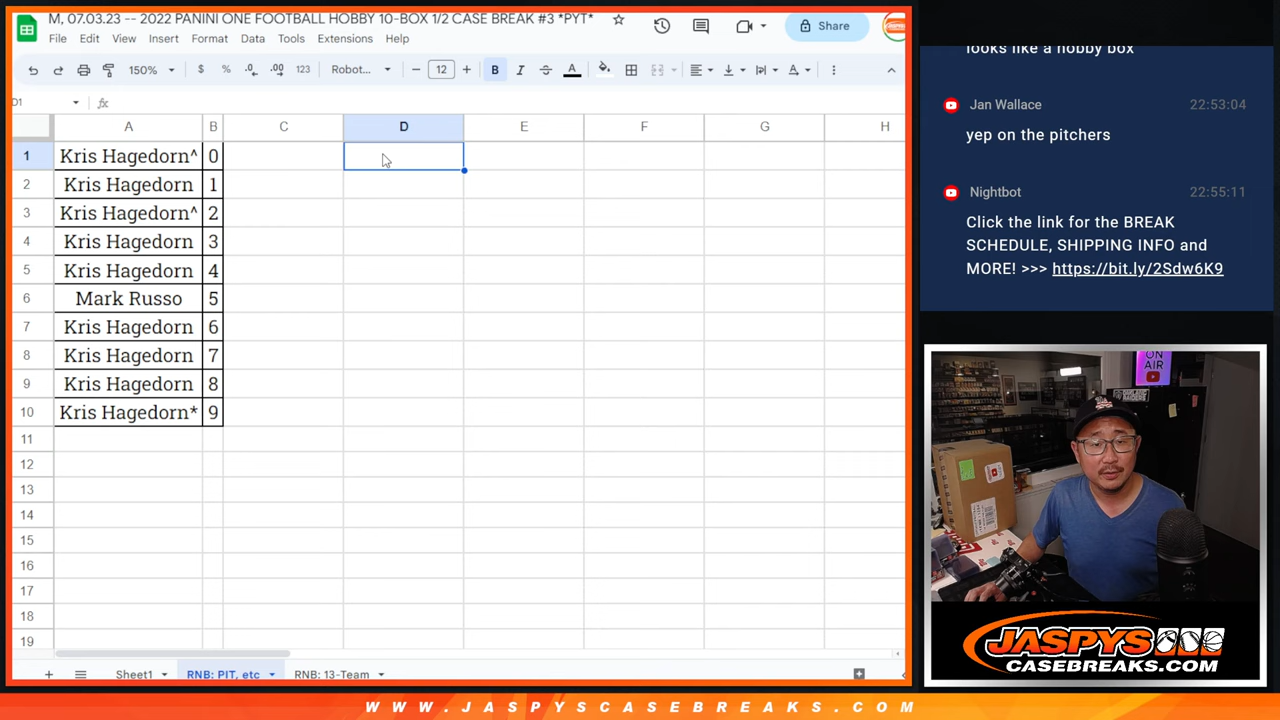 M, 07.03.23 -- 2022 PANINI ONE FOOTBALL HOBBY 10-BOX 1/2 CASE BREAK #3 *PYT*
File Edit View Insert Format Data Tools Extensions Help
Share
150% $ % .0 .00 123 Robot... 12 B I A
D1 fx
A B C D E F G H
1 Kris Hagedorn^ 0
2 Kris Hagedorn 1
3 Kris Hagedorn^ 2
4 Kris Hagedorn 3
5 Kris Hagedorn 4
6 Mark Russo 5
7 Kris Hagedorn 6
8 Kris Hagedorn 7
9 Kris Hagedorn 8
10 Kris Hagedorn* 9
11
12
13
14
15
16
17
18
19
Sheet1 RNB: PIT, etc RNB: 13-Team
looks like a hobby box
Jan Wallace 22:53:04
yep on the pitchers
Nightbot 22:55:11
Click the link for the BREAK
SCHEDULE, SHIPPING INFO and
MORE! >>> https://bit.ly/2Sdw6K9
ON
AIR
JASPYS
CASEBREAKS.COM
WWW.JASPYSCASEBREAKS.COM